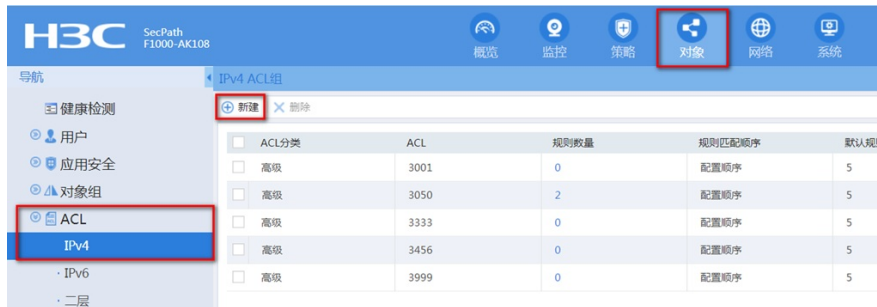 H3C SecPath
F1000-AK108
概览 监控 策略 对象 网络 系统
导航 IPv4 ACL组
健康检测 新建 删除
用户 ACL分类 ACL 规则数量 规则匹配顺序
应用安全 高级 3001 0 配置顺序 5
对象组 高级 3050 2 配置顺序 5
ACL 高级 3333 0 配置顺序 5
IPv4 高级 3456 0 配置顺序 5
· IPv6 高级 3999 0 配置顺序 5
· 二层